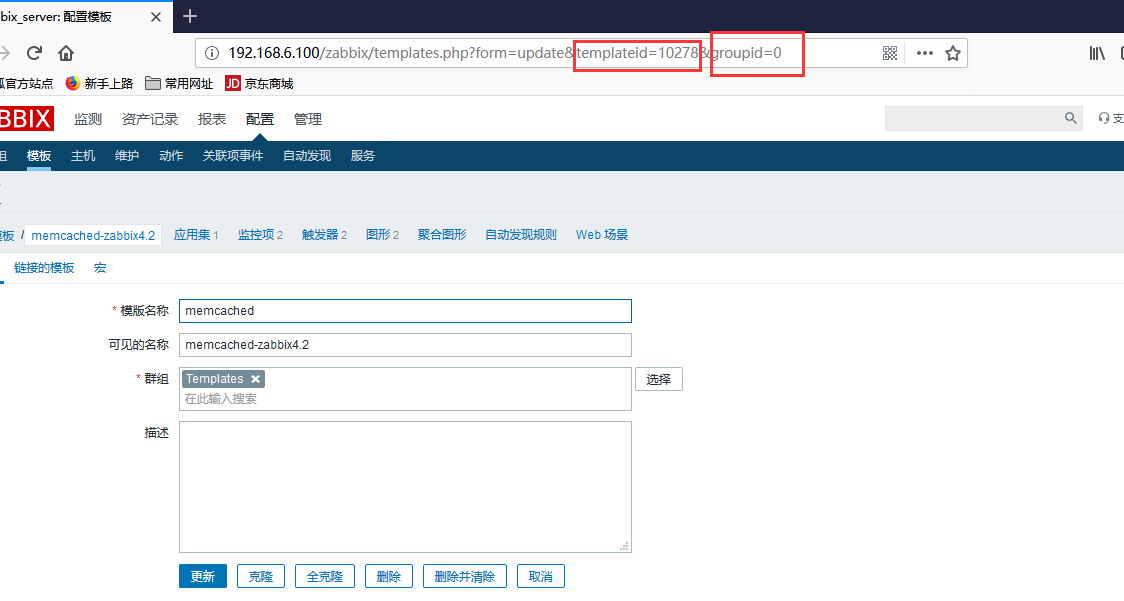 bbix_server: 配置模板
192.168.6.100/zabbix/templates.php?form=update&templateid=10278&groupid=0
狐官方站点 新手上路 常用网址 JD 京东商城
BBIX 监测 资产记录 报表 配置 管理 支
组 模板 主机 维护 动作 关联项事件 自动发现 服务
模板 / memcached-zabbix4.2 应用集 1 监控项 2 触发器 2 图形 2 聚合图形 自动发现规则 Web 场景
链接的模板 宏
* 模版名称 memcached
可见的名称 memcached-zabbix4.2
* 群组 Templates 选择
在此输入搜索
描述
更新 克隆 全克隆 删除 删除并清除 取消